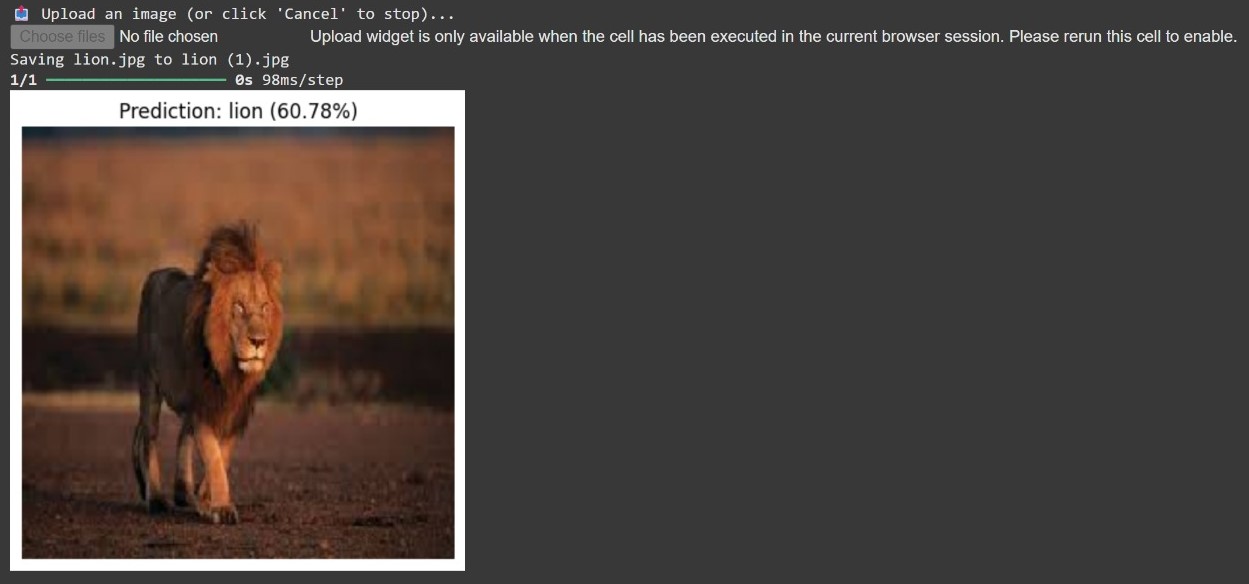 Upload an image (or click 'Cancel' to stop)...
Choose files No file chosen Upload widget is only available when the cell has been executed in the current browser session. Please rerun this cell to enable.
Saving lion.jpg to lion (1).jpg
1/1 0s 98ms/step
Prediction: lion (60.78%)